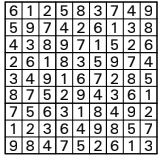 6 1 2 5 8 3 7 4 9
5 9 7 4 2 6 1 3 8
4 3 8 9 7 1 5 2 6
2 6 1 8 3 5 9 7 4
3 4 9 1 6 7 2 8 5
8 7 5 2 9 4 3 6 1
7 5 6 3 1 8 4 9 2
1 2 3 6 4 9 8 5 7
9 8 4 7 5 2 6 1 3